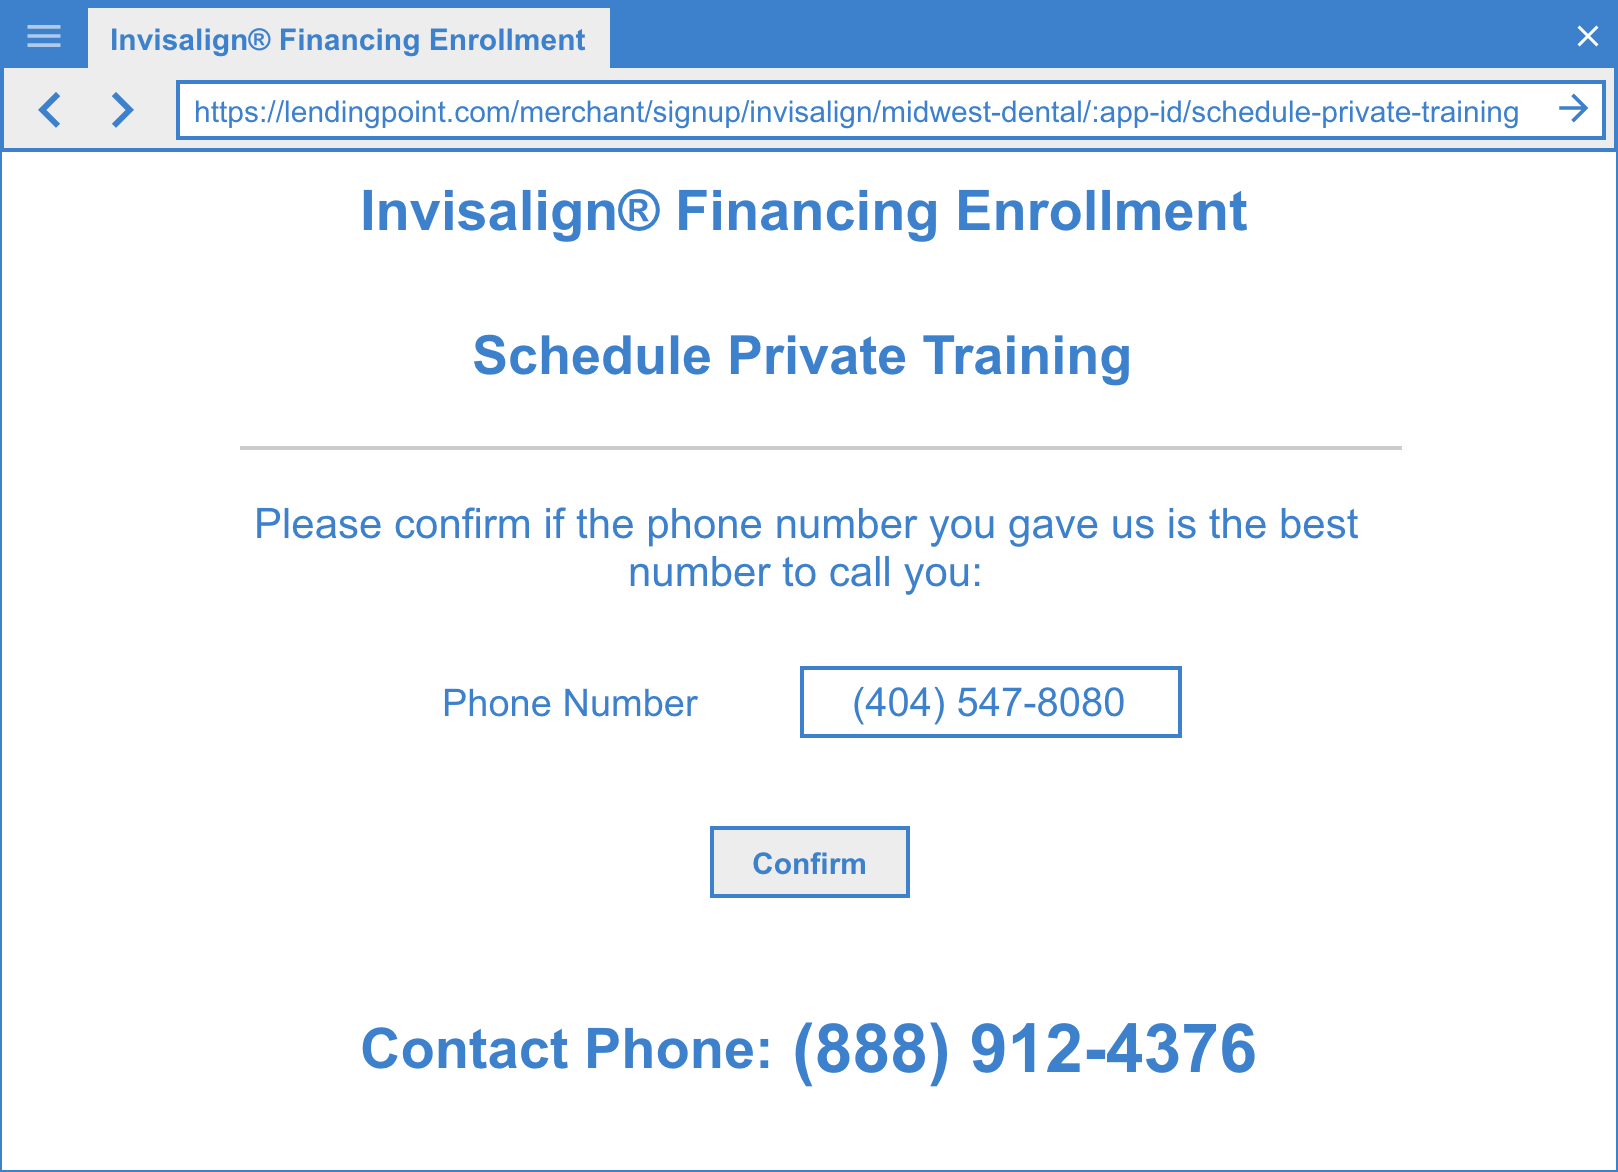 Invisalign® Financing Enrollment
https://lendingpoint.com/merchant/signup/invisalign/midwest-dental/:app-id/schedule-private-training
Invisalign® Financing Enrollment
Schedule Private Training
Please confirm if the phone number you gave us is the best
number to call you:
Phone Number (404) 547-8080
Confirm
Contact Phone: (888) 912-4376